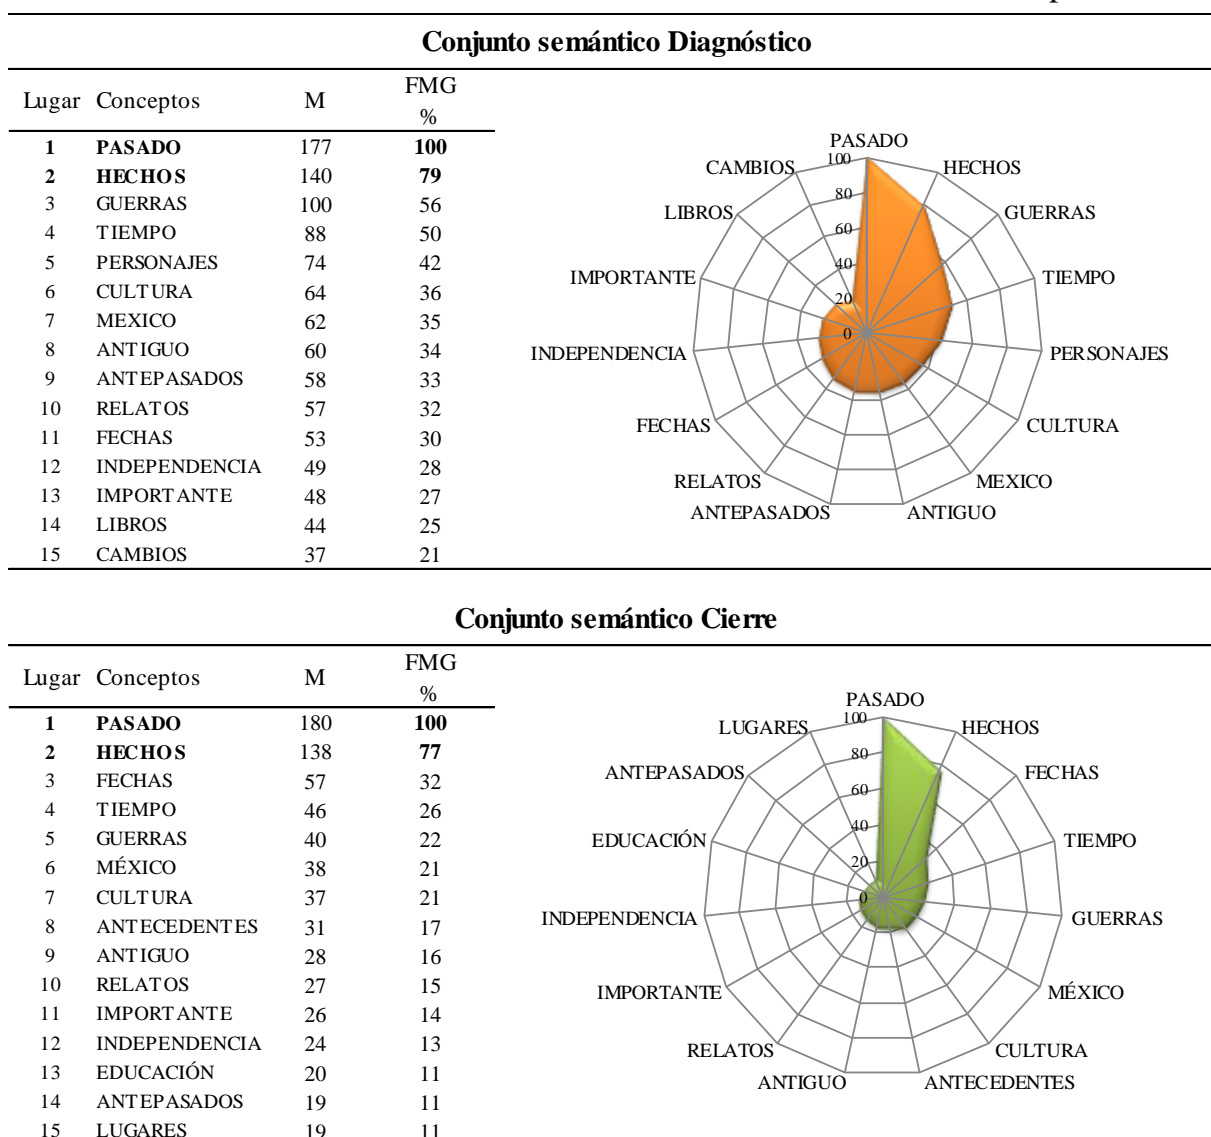 Conjunto semántico Diagnóstico
Lugar Conceptos M FMG %
1 PASADO 177 100
2 HECHOS 140 79
3 GUERRAS 100 56
4 TIEMPO 88 50
5 PERSONAJES 74 42
6 CULTURA 64 36
7 MEXICO 62 35
8 ANTIGUO 60 34
9 ANTEPASADOS 58 33
10 RELATOS 57 32
11 FECHAS 53 30
12 INDEPENDENCIA 49 28
13 IMPORTANTE 48 27
14 LIBROS 44 25
15 CAMBIOS 37 21
PASADO
HECHOS
GUERRAS
TIEMPO
PERSONAJES
CULTURA
MEXICO
ANTIGUO
ANTEPASADOS
RELATOS
FECHAS
INDEPENDENCIA
IMPORTANTE
LIBROS
CAMBIOS
100
80
60
40
20
0
Conjunto semántico Cierre
Lugar Conceptos M FMG %
1 PASADO 180 100
2 HECHOS 138 77
3 FECHAS 57 32
4 TIEMPO 46 26
5 GUERRAS 40 22
6 MÉXICO 38 21
7 CULTURA 37 21
8 ANTECEDENTES 31 17
9 ANTIGUO 28 16
10 RELATOS 27 15
11 IMPORTANTE 26 14
12 INDEPENDENCIA 24 13
13 EDUCACIÓN 20 11
14 ANTEPASADOS 19 11
15 LUGARES 19 11
PASADO
HECHOS
FECHAS
TIEMPO
GUERRAS
MÉXICO
CULTURA
ANTECEDENTES
ANTIGUO
RELATOS
IMPORTANTE
INDEPENDENCIA
EDUCACIÓN
ANTEPASADOS
LUGARES
100
80
60
40
20
0